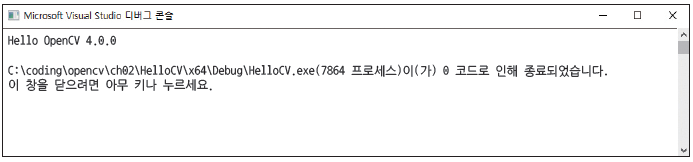 Microsoft Visual Studio 디버그 콘솔
Hello OpenCV 4.0.0
C:\coding\opencv\ch02\HelloCV\x64\Debug\HelloCV.exe(7864 프로세스)이(가) 0 코드로 인해 종료되었습니다.
이 창을 닫으려면 아무 키나 누르세요.